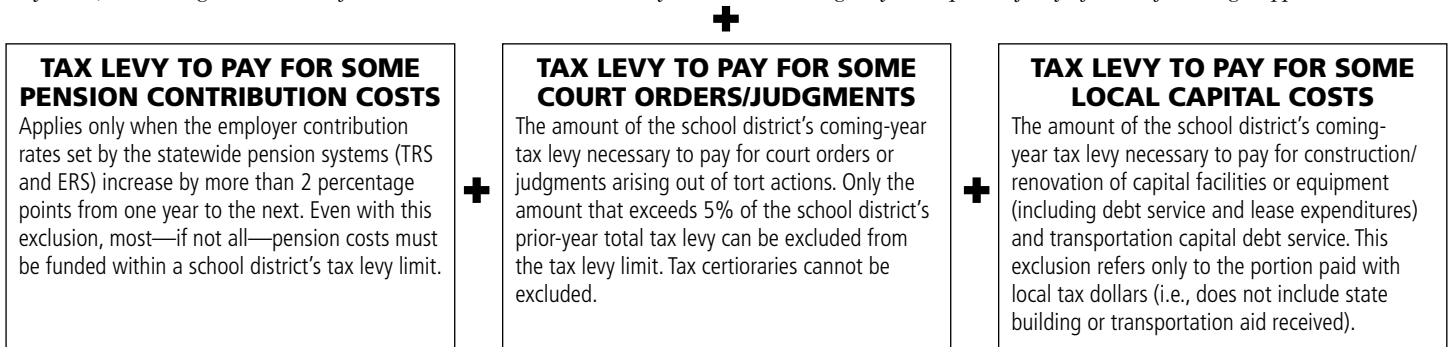 +
TAX LEVY TO PAY FOR SOME
PENSION CONTRIBUTION COSTS
Applies only when the employer contribution
rates set by the statewide pension systems (TRS
and ERS) increase by more than 2 percentage
points from one year to the next. Even with this
exclusion, most—if not all—pension costs must
be funded within a school district's tax levy limit.
+
TAX LEVY TO PAY FOR SOME
COURT ORDERS/JUDGMENTS
The amount of the school district's coming-year
tax levy necessary to pay for court orders or
judgments arising out of tort actions. Only the
amount that exceeds 5% of the school district's
prior-year total tax levy can be excluded from
the tax levy limit. Tax certioraries cannot be
excluded.
+
TAX LEVY TO PAY FOR SOME
LOCAL CAPITAL COSTS
The amount of the school district's coming-
year tax levy necessary to pay for construction/
renovation of capital facilities or equipment
(including debt service and lease expenditures)
and transportation capital debt service. This
exclusion refers only to the portion paid with
local tax dollars (i.e., does not include state
building or transportation aid received).